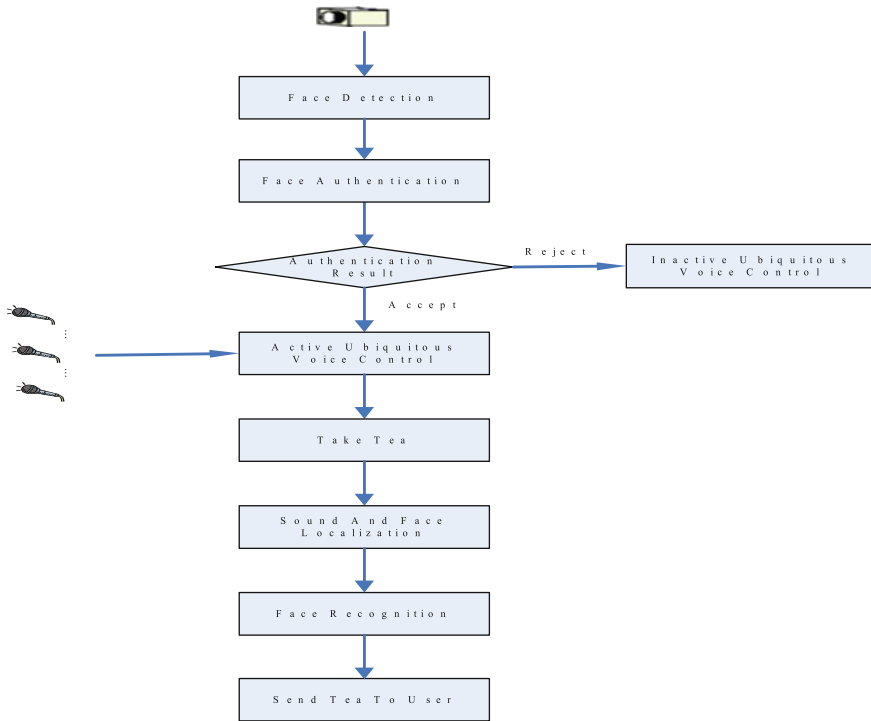 Face Detection
Face Authentication
Authentication
Result
Reject
Inactive Ubiquitous
Voice Control
Accept
Active Ubiquitous
Voice Control
Take Tea
Sound And Face
Localization
Face Recognition
Send Tea To User